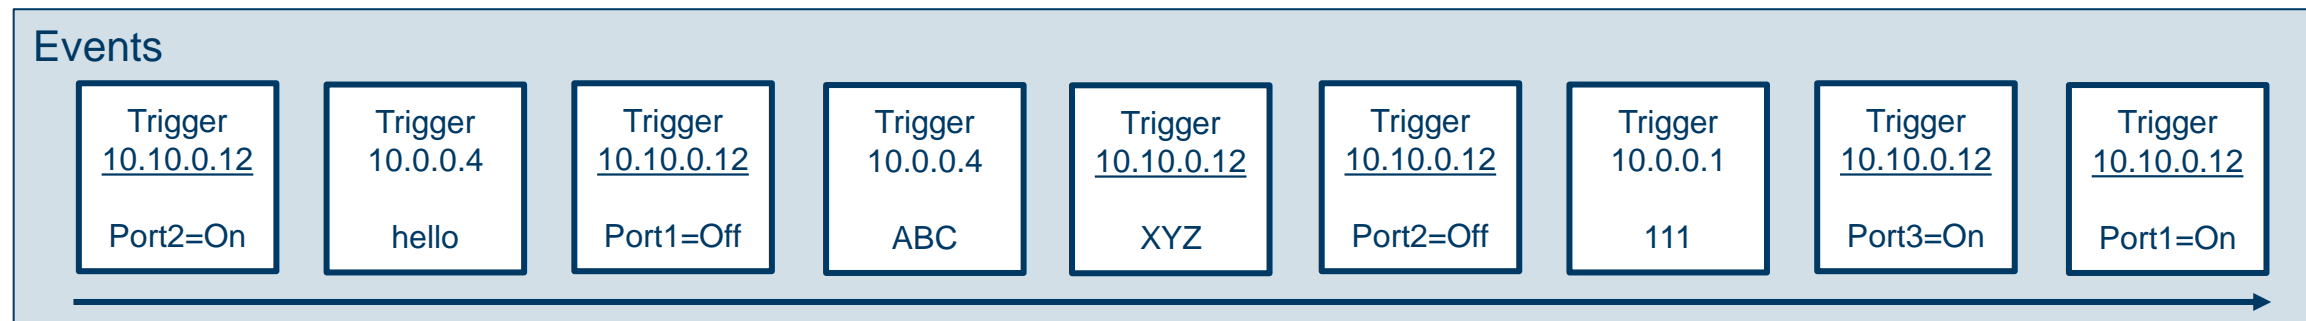 Events
Trigger
10.10.0.12
Port2=On
Trigger
10.0.0.4
hello
Trigger
10.10.0.12
Port1=Off
Trigger
10.0.0.4
ABC
Trigger
10.10.0.12
XYZ
Trigger
10.10.0.12
Port2=Off
Trigger
10.0.0.1
111
Trigger
10.10.0.12
Port3=On
Trigger
10.10.0.12
Port1=On